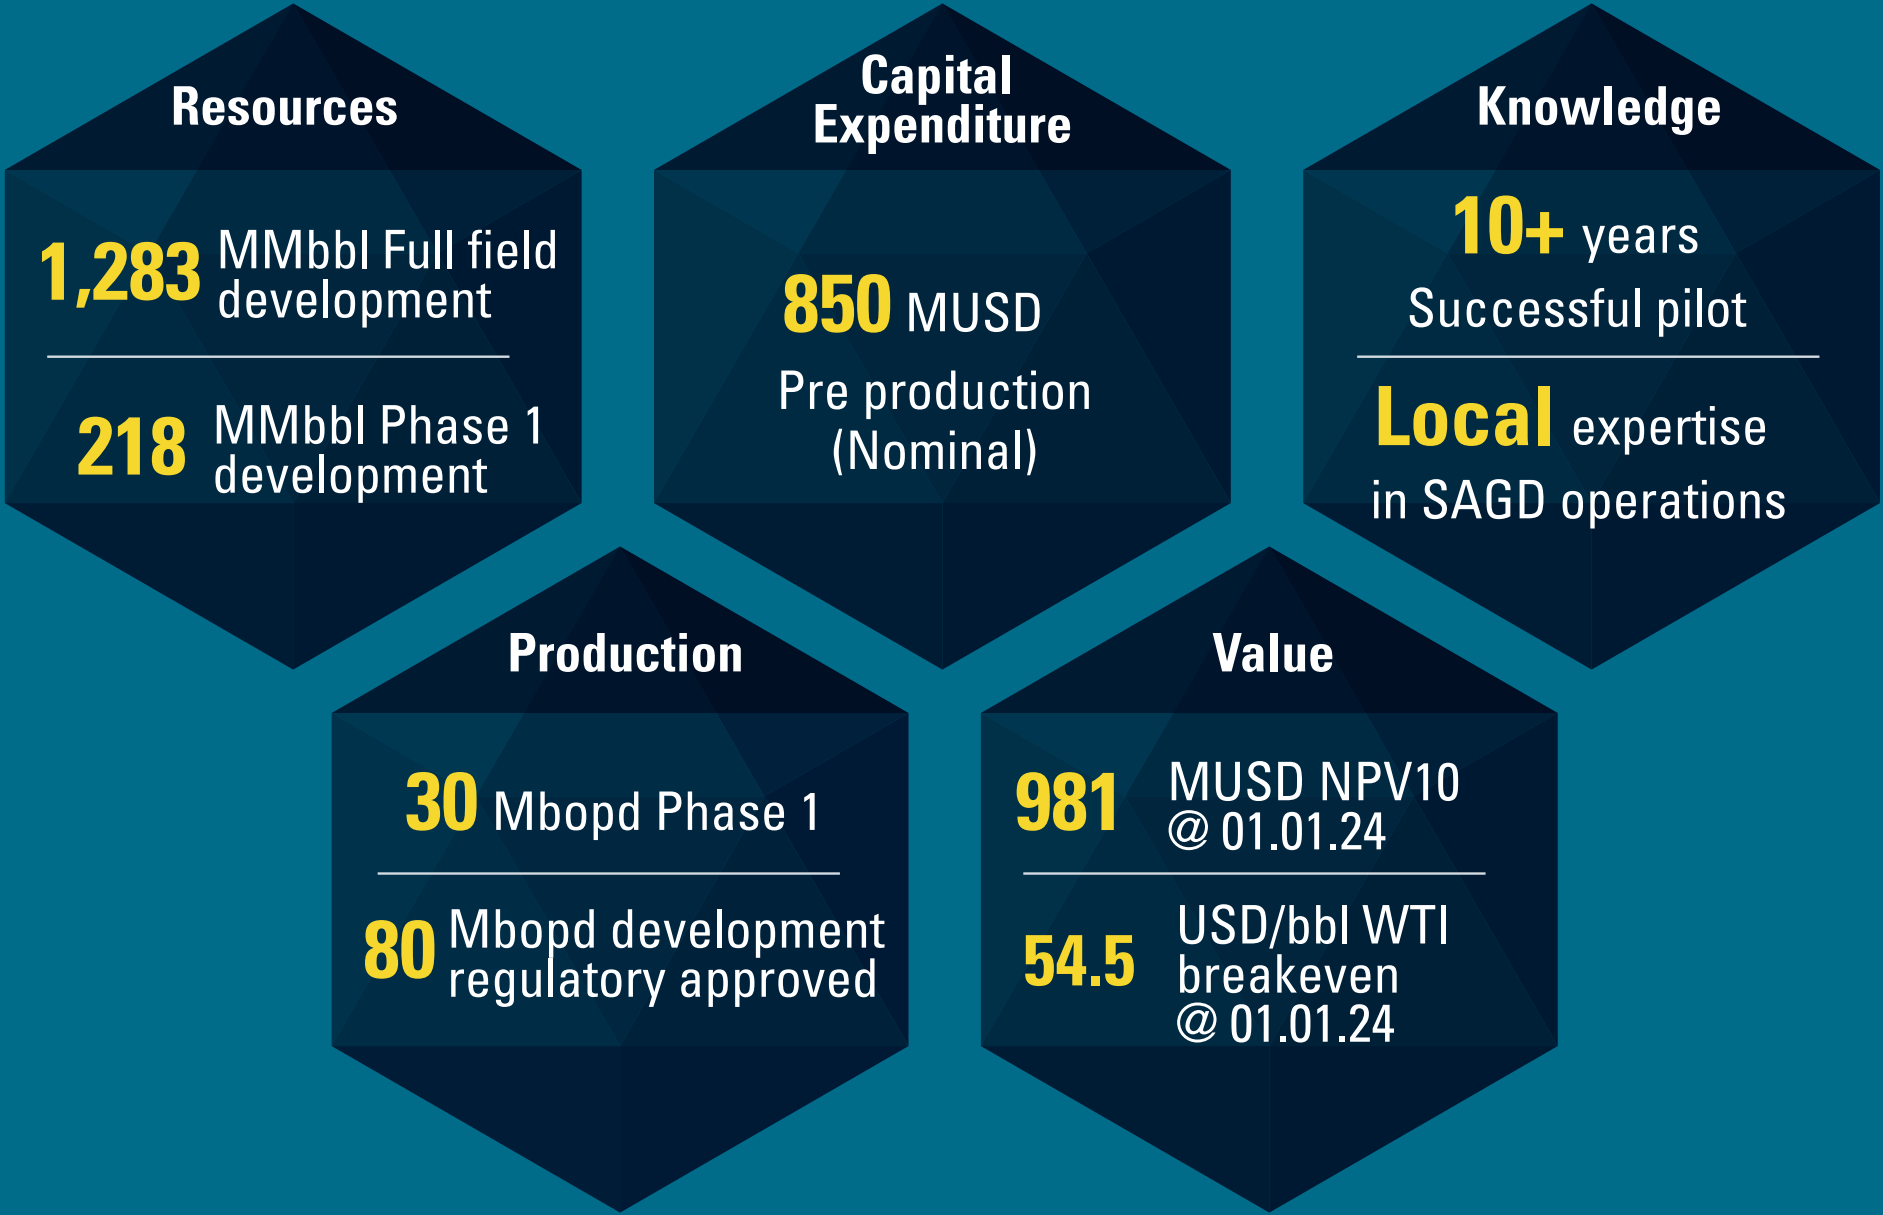 Resources
1,283 MMbbl Full field
development
218 MMbbl Phase 1
development
Capital
Expenditure
850 MUSD
Pre production
(Nominal)
Knowledge
10+ years
Successful pilot
Local expertise
in SAGD operations
Production
30 Mbopd Phase 1
80 Mbopd development
regulatory approved
Value
981 MUSD NPV10
@ 01.01.24
54.5 USD/bbl WTI
breakeven
@ 01.01.24